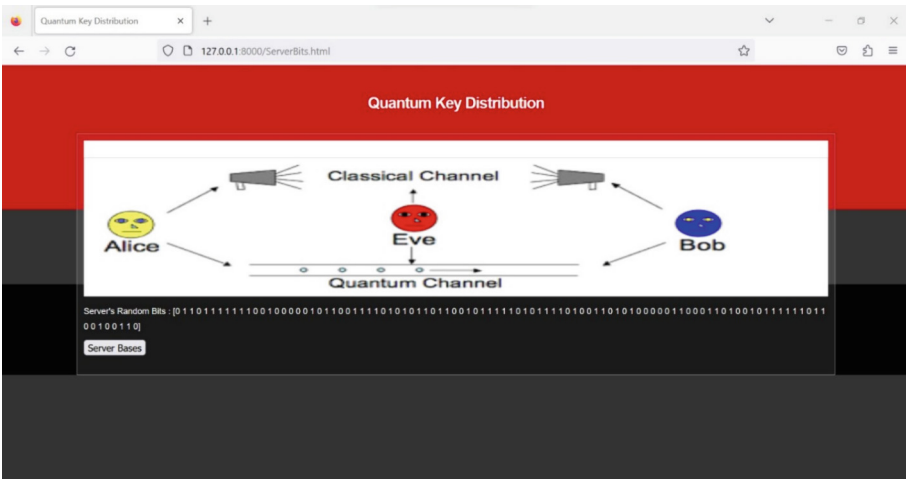 Quantum Key Distribution
127.0.0.1:8000/ServerBits.html
Quantum Key Distribution
Classical Channel
Alice
Eve
Bob
Quantum Channel
Server's Random Bits : [0 1 1 0 1 1 1 1 1 1 1 1 0 0 1 0 0 0 0 0 1 0 1 1 0 0 1 1 1 1 0 1 0 1 0 1 1 0 1 1 0 0 1 0 1 1 1 1 1 0 1 0 1 1 1 1 0 1 0 0 1 1 0 1 0 1 0 0 0 0 0 1 1 0 0 0 1 1 0 1 0 0 1 0 1 1 1 1 1 1 0 1 1
0 0 1 0 0 1 1 0]
Server Bases